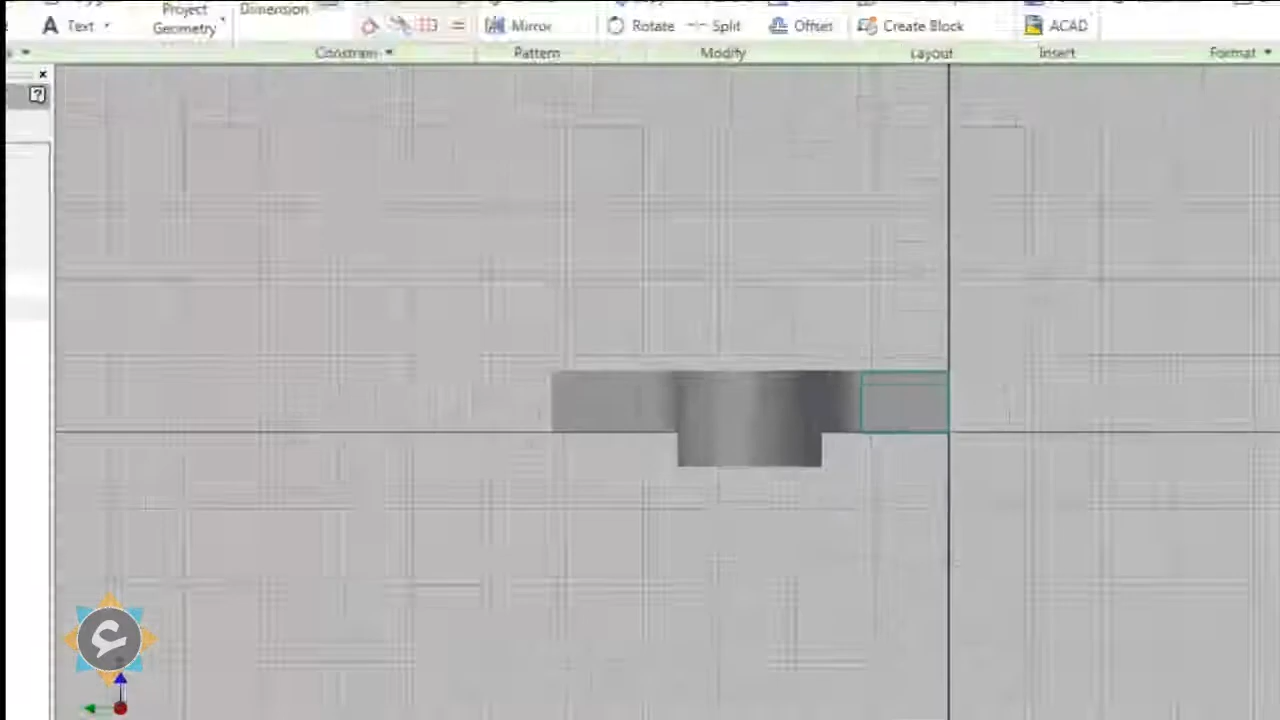 Project
Dimension
Text
Geometry
Mirror
Rotate
Split
Offset
Create Block
ACAD
Constrain
Pattern
Modify
Layout
Insert
Format
?